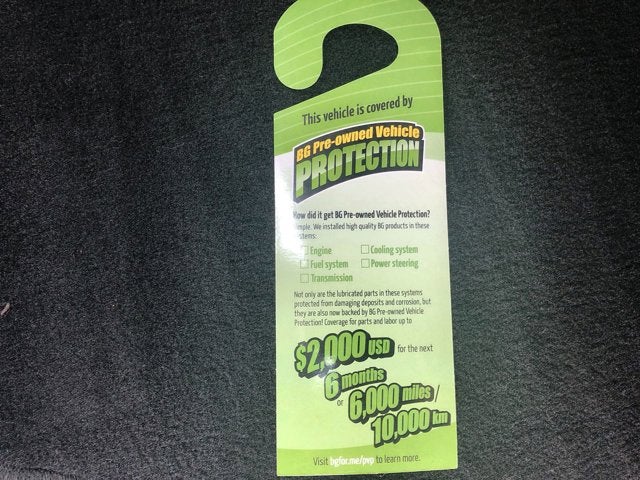 This vehicle is covered by
BG Pre-owned Vehicle
PROTECTION
How did it get BG Pre-owned Vehicle Protection?
Simple. We installed high quality BG products in these
systems:
Engine
Cooling system
Fuel system
Power steering
Transmission
Not only are the lubricated parts in these systems
protected from damaging deposits and corrosion, but
they are also now backed by BG Pre-owned Vehicle
Protection! Coverage for parts and labor up to
$2,000 USD for the next
6 months
or 6,000 miles /
10,000 km
Visit bgfor.me/pvp to learn more.